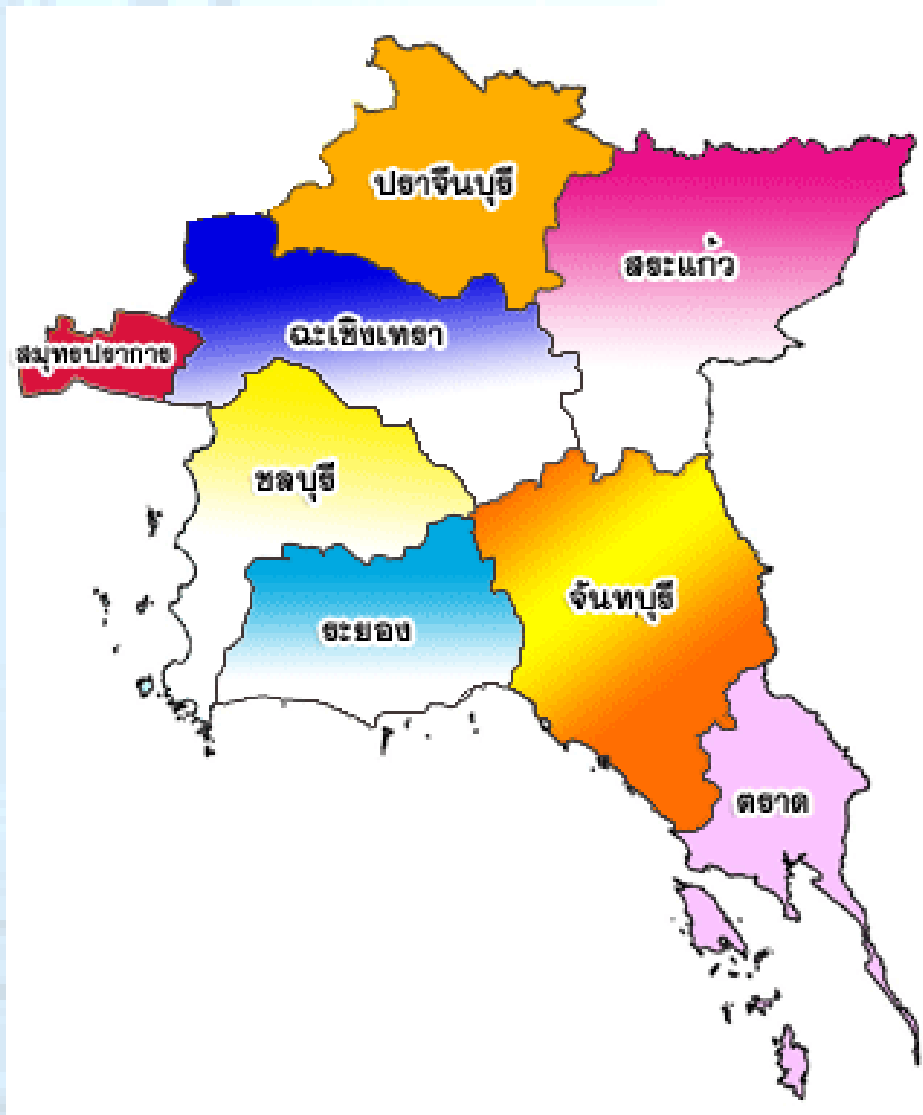 ปราจีนบุรี
สระแก้ว
ฉะเชิงเทรา
สมุทรปราการ
ชลบุรี
จันทบุรี
ระยอง
ตราด